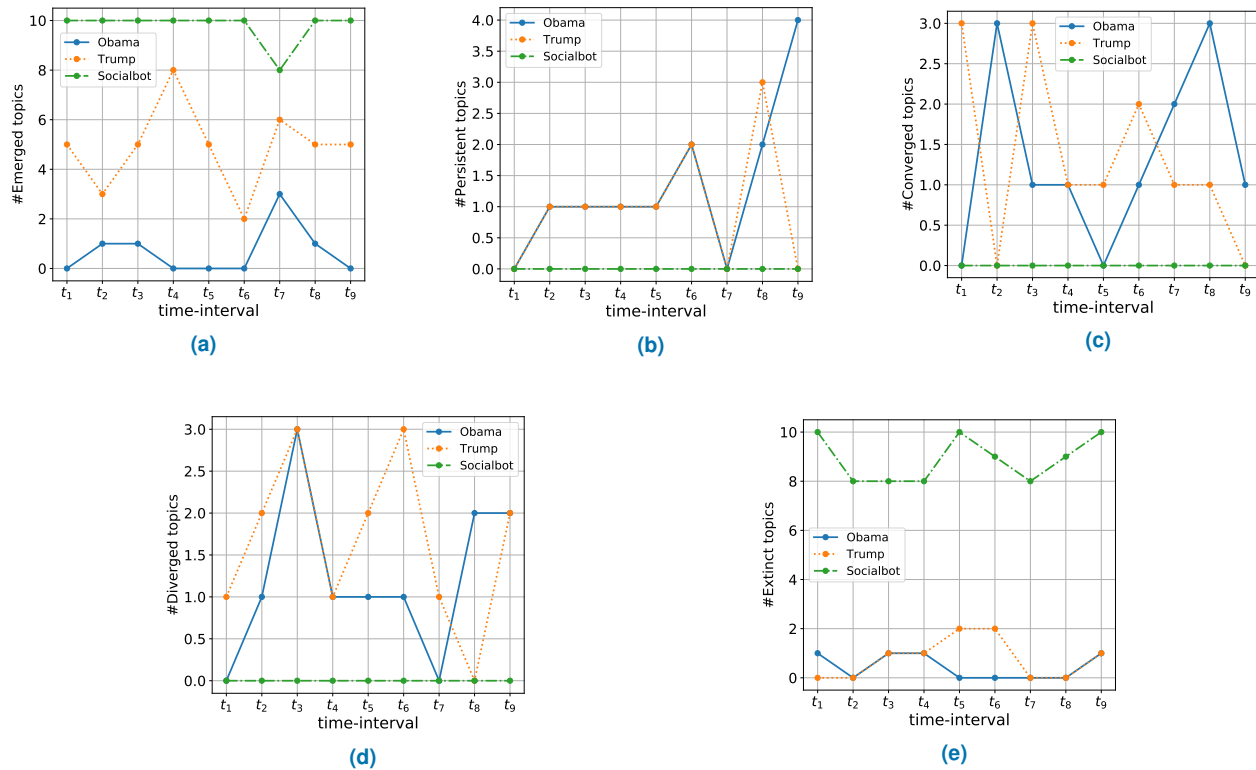 #Emerged topics
10
8
6
4
2
0
Obama
Trump
Socialbot
t1 t2 t3 t4 t5 t6 t7 t8 t9
time-interval
(a)
#Persistent topics
4.0
3.5
3.0
2.5
2.0
1.5
1.0
0.5
0.0
Obama
Trump
Socialbot
t1 t2 t3 t4 t5 t6 t7 t8 t9
time-interval
(b)
#Converged topics
3.0
2.5
2.0
1.5
1.0
0.5
0.0
Obama
Trump
Socialbot
t1 t2 t3 t4 t5 t6 t7 t8 t9
time-interval
(c)
#Diverged topics
3.0
2.5
2.0
1.5
1.0
0.5
0.0
Obama
Trump
Socialbot
t1 t2 t3 t4 t5 t6 t7 t8 t9
time-interval
(d)
#Extinct topics
10
8
6
4
2
0
Obama
Trump
Socialbot
t1 t2 t3 t4 t5 t6 t7 t8 t9
time-interval
(e)